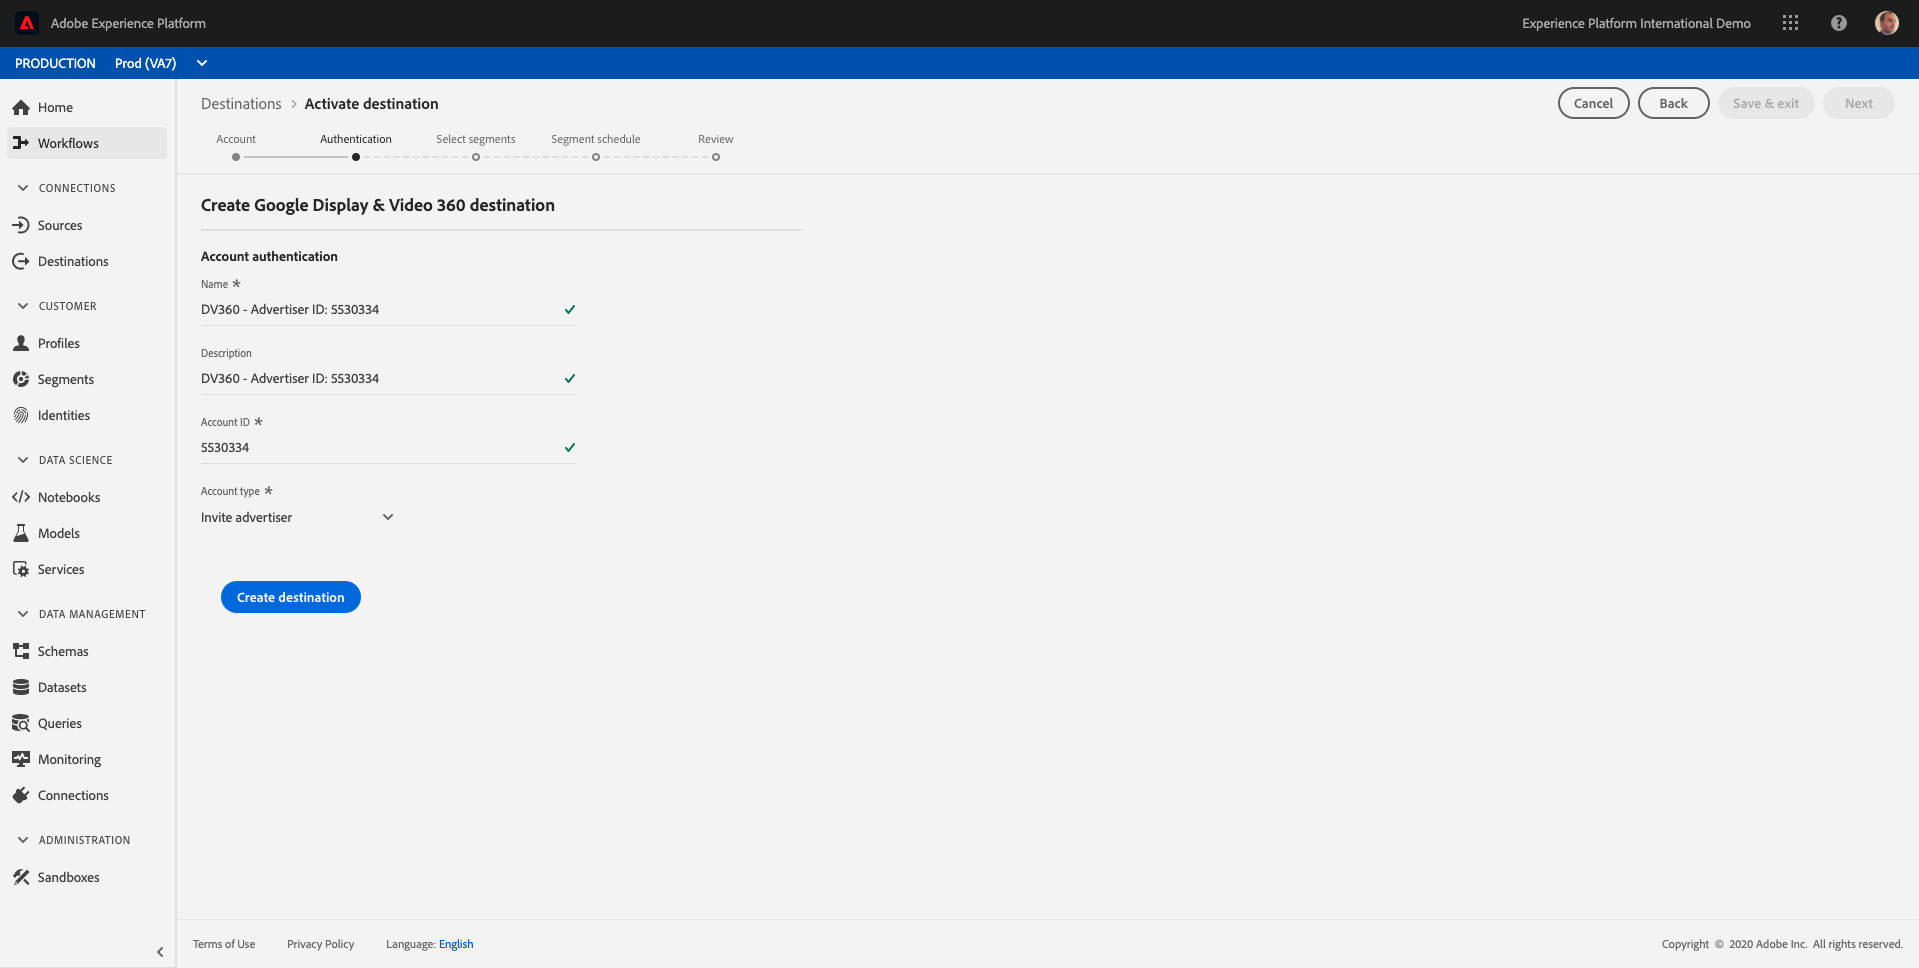 Adobe Experience Platform
Experience Platform International Demo
PRODUCTION Prod (VA7)
Home
Workflows
CONNECTIONS
Sources
Destinations
CUSTOMER
Profiles
Segments
Identities
DATA SCIENCE
Notebooks
Models
Services
DATA MANAGEMENT
Schemas
Datasets
Queries
Monitoring
Connections
ADMINISTRATION
Sandboxes
Destinations > Activate destination
Cancel Back Save & exit Next
Account Authentication Select segments Segment schedule Review
Create Google Display & Video 360 destination
Account authentication
Name *
DV360 - Advertiser ID: 5530334
Description
DV360 - Advertiser ID: 5530334
Account ID *
5530334
Account type *
Invite advertiser
Create destination
Terms of Use Privacy Policy Language: English
Copyright © 2020 Adobe Inc. All rights reserved.